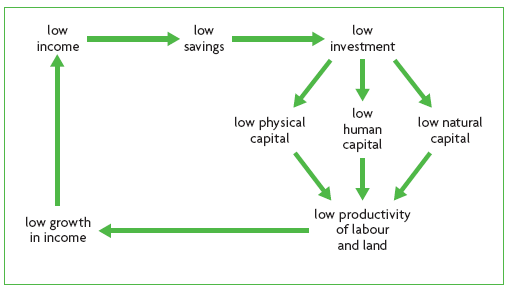 low
income
low
savings
low
investment
low physical
capital
low
human
capital
low natural
capital
low productivity
of labour
and land
low growth
in income